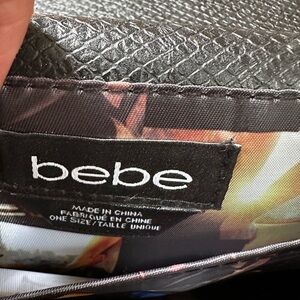 bebe
MADE IN CHINA
FABRIQUÉ EN CHINE
ONE SIZE/TAILLE UNIQUE